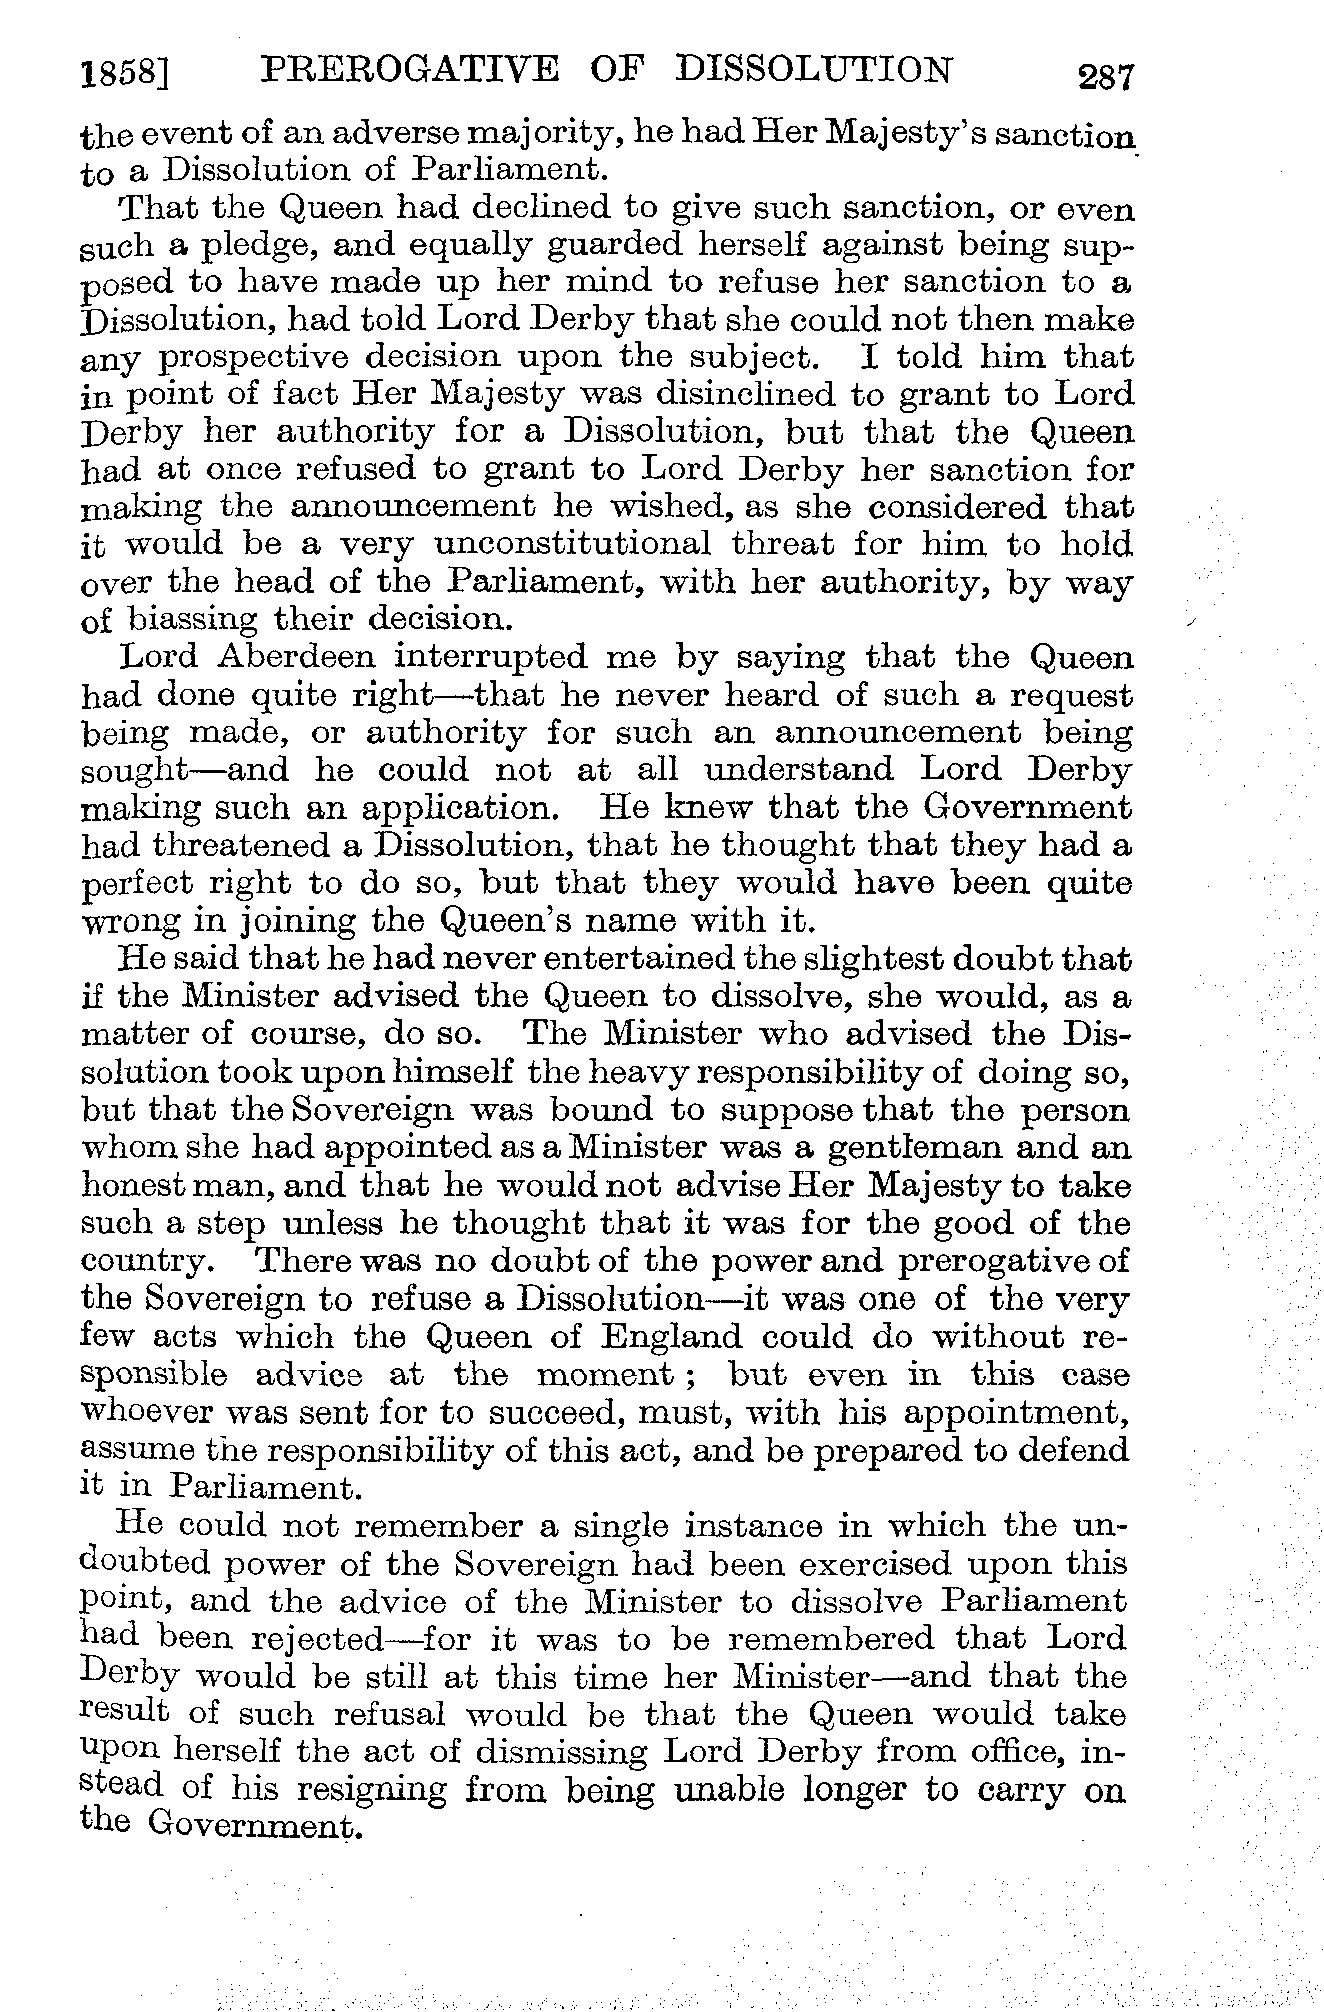 1858] PREROGATIVE OF DISSOLUTION 287
the event of an adverse majority, he had Her Majesty's sanction
to a Dissolution of Parliament.
That the Queen had declined to give such sanction, or even
such a pledge, and equally guarded herself against being sup-
posed to have made up her mind to refuse her sanction to a
Dissolution, had told Lord Derby that she could not then make
any prospective decision upon the subject. I told him that
in point of fact Her Majesty was disinclined to grant to Lord
Derby her authority for a Dissolution, but that the Queen
had at once refused to grant to Lord Derby her sanction for
making the announcement he wished, as she considered that
it would be a very unconstitutional threat for him to hold
over the head of the Parliament, with her authority, by way
of biassing their decision.
Lord Aberdeen interrupted me by saying that the Queen
had done quite right—that he never heard of such a request
being made, or authority for such an announcement being
sought—and he could not at all understand Lord Derby
making such an application. He knew that the Government
had threatened a Dissolution, that he thought that they had a
perfect right to do so, but that they would have been quite
wrong in joining the Queen's name with it.
He said that he had never entertained the slightest doubt that
if the Minister advised the Queen to dissolve, she would, as a
matter of course, do so. The Minister who advised the Dis-
solution took upon himself the heavy responsibility of doing so,
but that the Sovereign was bound to suppose that the person
whom she had appointed as a Minister was a gentleman and an
honest man, and that he would not advise Her Majesty to take
such a step unless he thought that it was for the good of the
country. There was no doubt of the power and prerogative of
the Sovereign to refuse a Dissolution—it was one of the very
few acts which the Queen of England could do without re-
sponsible advice at the moment ; but even in this case
whoever was sent for to succeed, must, with his appointment,
assume the responsibility of this act, and be prepared to defend
it in Parliament.
He could not remember a single instance in which the un-
doubted power of the Sovereign had been exercised upon this
point, and the advice of the Minister to dissolve Parliament
had been rejected—for it was to be remembered that Lord
Derby would be still at this time her Minister—and that the
result of such refusal would be that the Queen would take
upon herself the act of dismissing Lord Derby from office, in-
stead of his resigning from being unable longer to carry on
the Government.